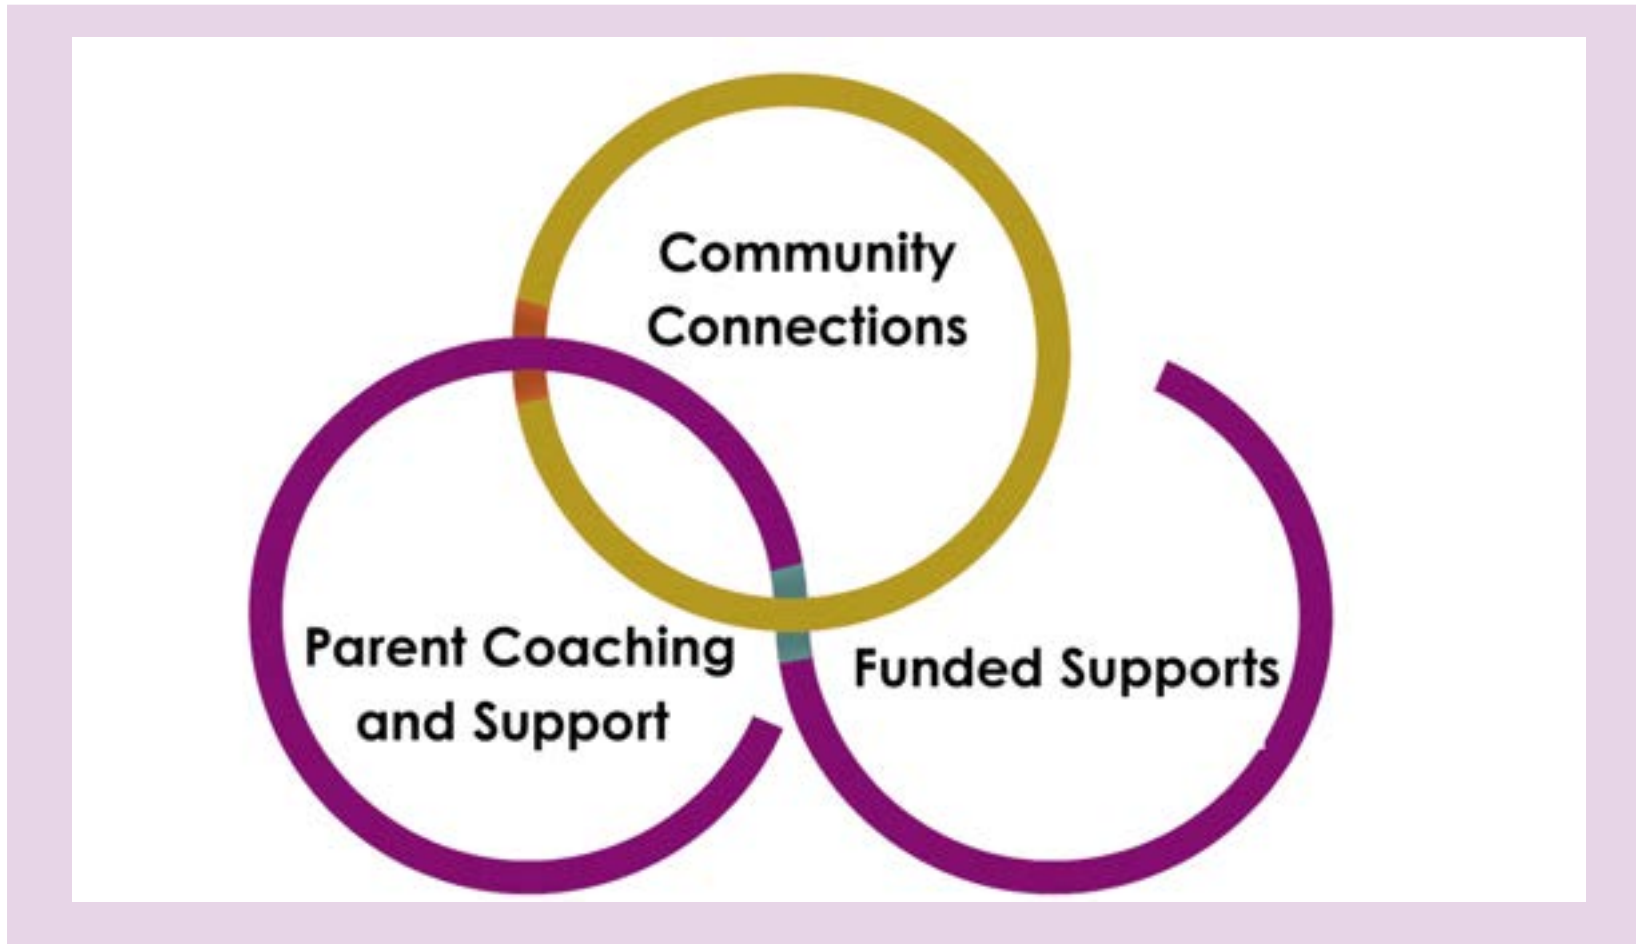 Community
Connections
Parent Coaching
and Support
Funded Supports